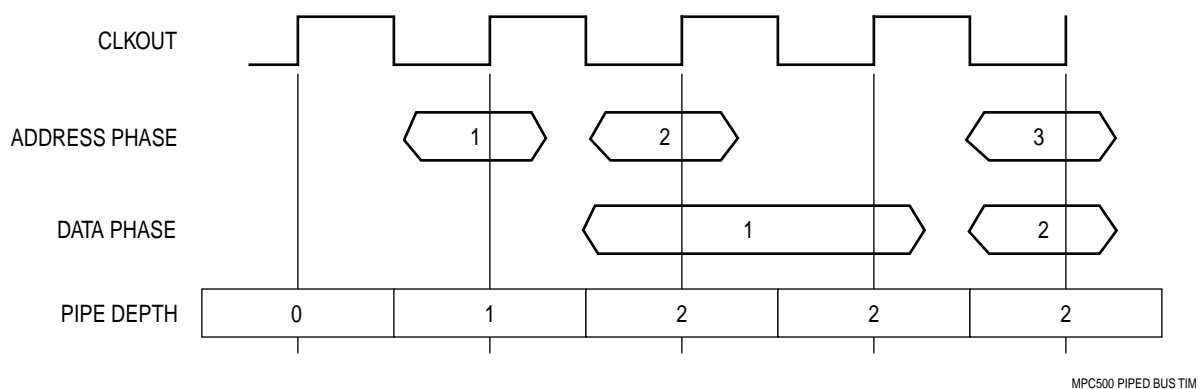 CLKOUT
ADDRESS PHASE 1 2 3
DATA PHASE 1 2
PIPE DEPTH 0 1 2 2 2
MPC500 PIPED BUS TIM